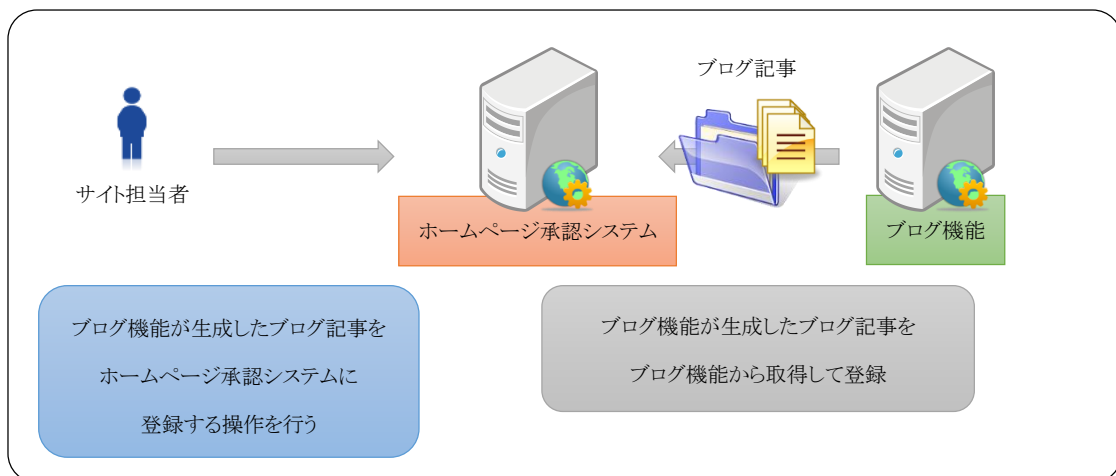 ブログ記事
サイト担当者
ホームページ承認システム
ブログ機能
ブログ機能が生成したブログ記事を
ホームページ承認システムに
登録する操作を行う
ブログ機能が生成したブログ記事を
ブログ機能から取得して登録